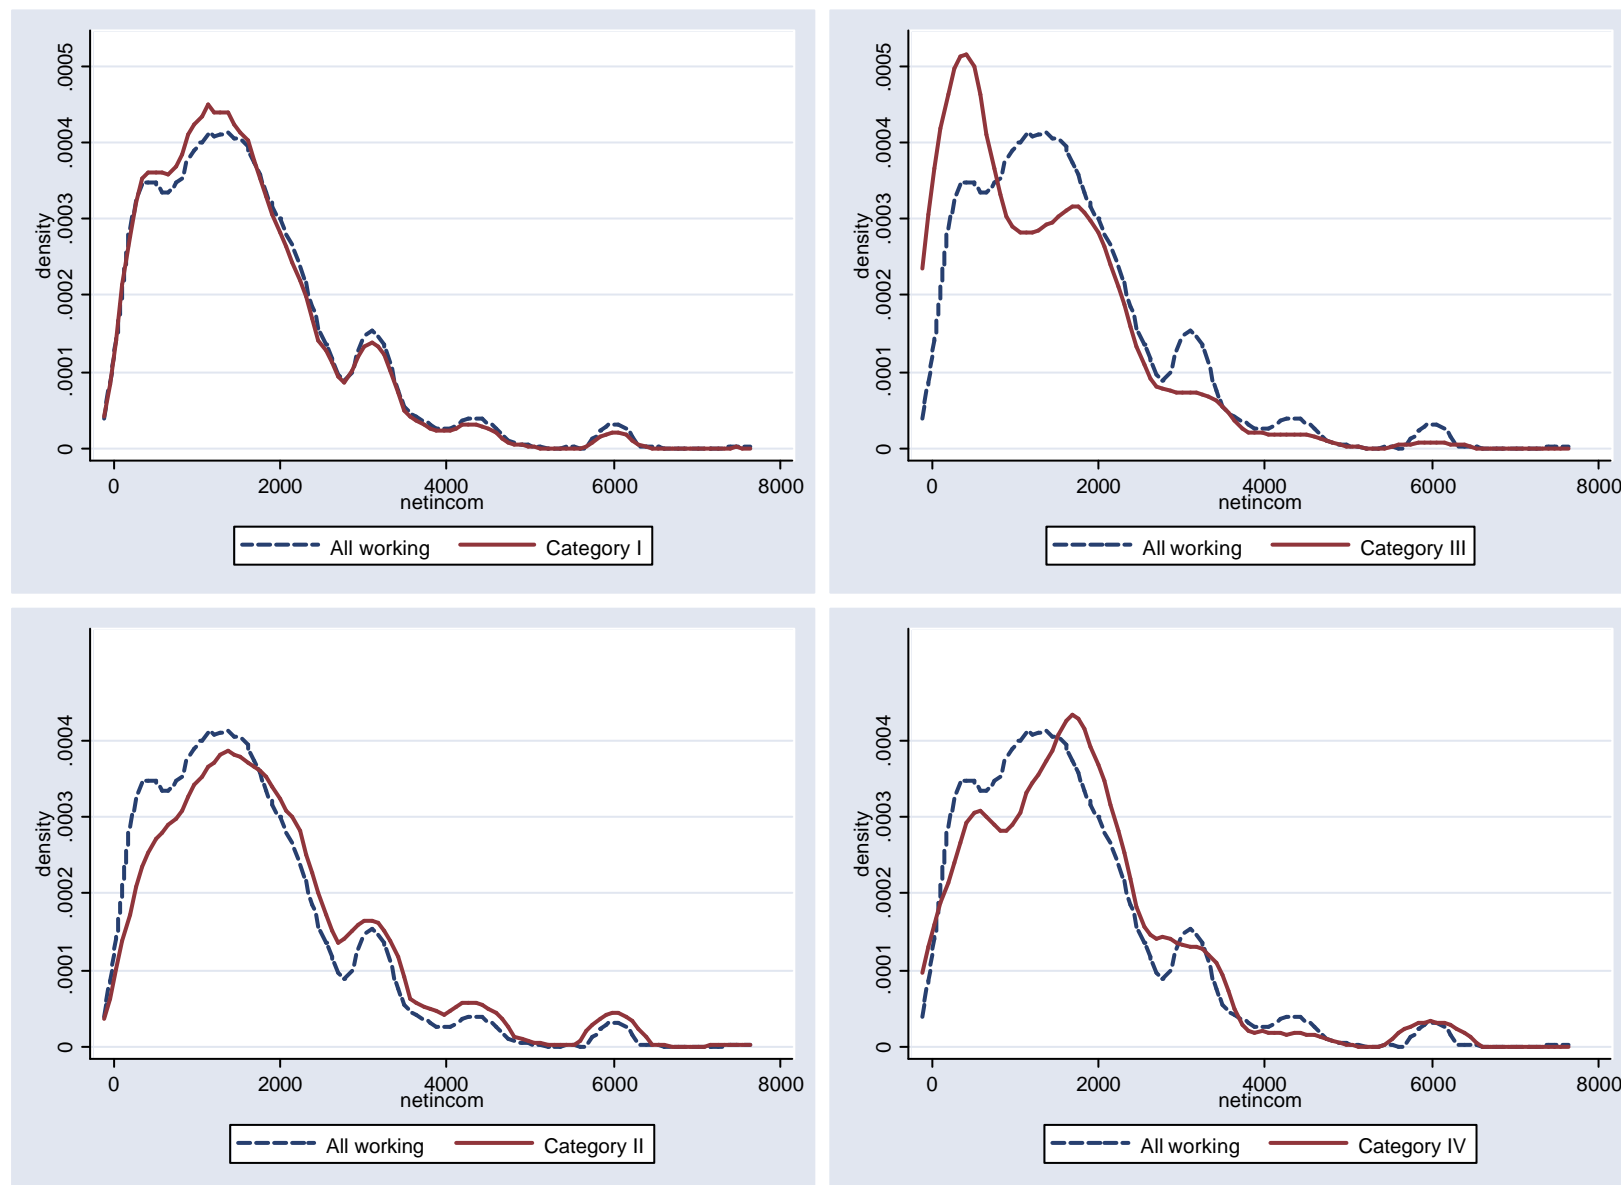 density
.0005
.0004
.0003
.0002
.0001
0
0 2000 4000 6000 8000
netincom
All working Category I
density
.0005
.0004
.0003
.0002
.0001
0
0 2000 4000 6000 8000
netincom
All working Category III
density
.0004
.0003
.0002
.0001
0
0 2000 4000 6000 8000
netincom
All working Category II
density
.0004
.0003
.0002
.0001
0
0 2000 4000 6000 8000
netincom
All working Category IV